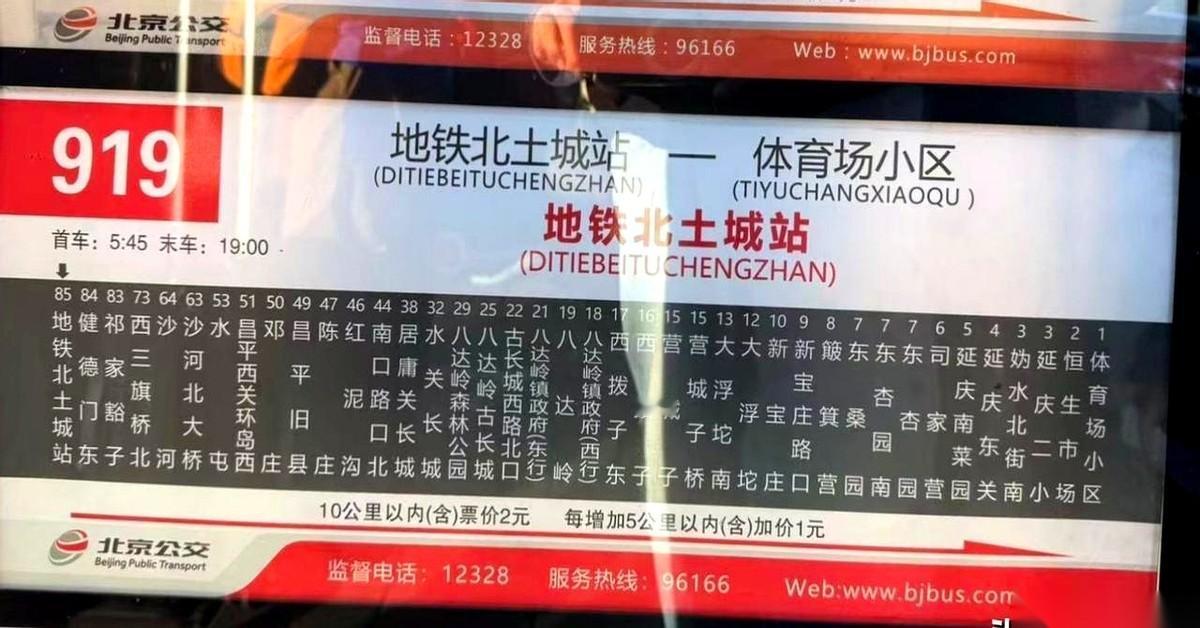 北京公交
Beijing Public Transport
监督电话：12328 服务热线：96166 Web：www.bjbus.com
919
地铁北土城站 — 体育场小区
(DITIEBEITUCHENGZHAN) (TIYUCHANGXIAOQU )
地铁北土城站
(DITIEBEITUCHENGZHAN)
首车：5:45 末车：19:00
85 地铁北土城站
84 健德门东
83 祁家豁子
73 西三旗桥北
64 沙河
63 沙河北大桥
53 水屯
51 昌平西关环岛西
50 邓庄
49 昌平旧县
47 陈庄
46 红泥沟
44 南口路口北
38 居庸关长城
32 水关长城
29 八达岭森林公园
25 八达岭古长城
22 古长城西路北口
21 八达岭镇政府(东行)
19 八达岭
18 八达岭镇政府(西行)
17 西拨子东
16 西子
15 营城子
15 营城子桥
13 大浮坨南
12 大浮坨
10 新宝庄
9 新宝庄路口
8 簸箕营
7 东桑园
7 东杏园南
7 东杏园
6 司家营
5 延庆南菜园
4 延庆东关
3 妫水北街南
3 延庆二小
2 恒生市场
1 体育场小区
10公里以内(含)票价2元 每增加5公里以内(含)加价1元
北京公交
Beijing Public Transport
监督电话：12328 服务热线：96166 Web:www.bjbus.com